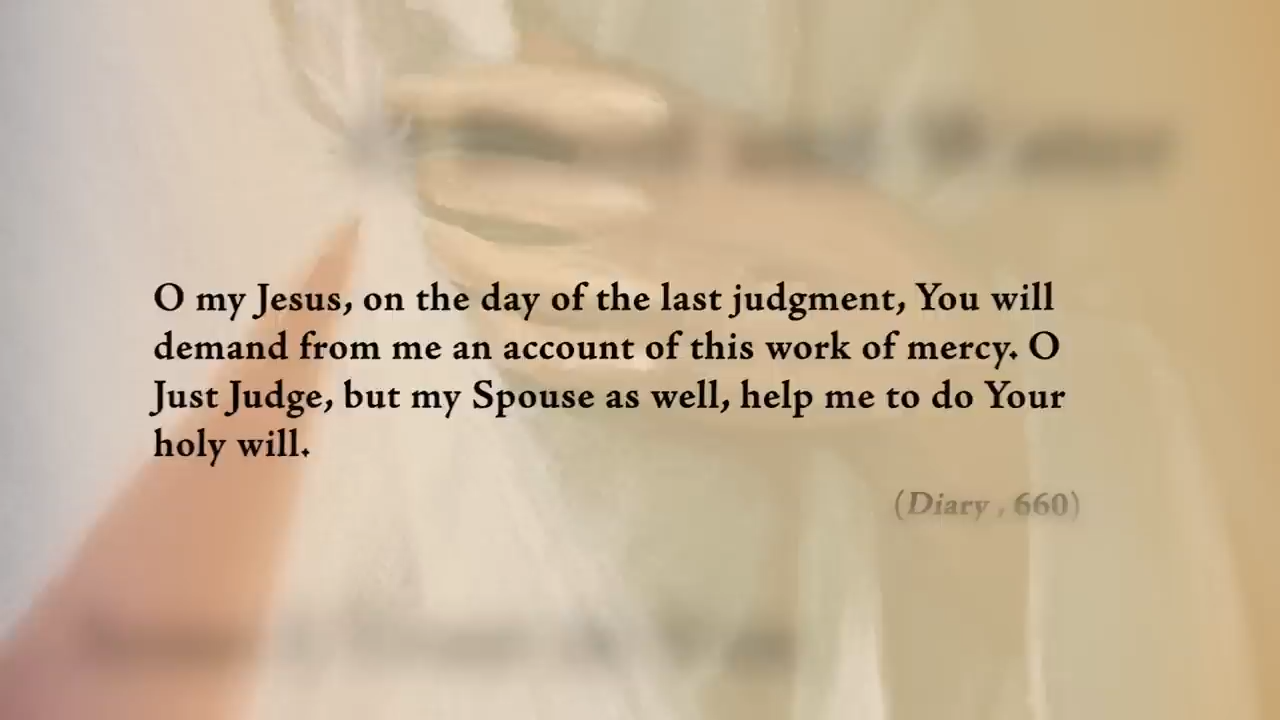 O my Jesus, on the day of the last judgment, You will
demand from me an account of this work of mercy. O
Just Judge, but my Spouse as well, help me to do Your
holy will.
(Diary , 660)